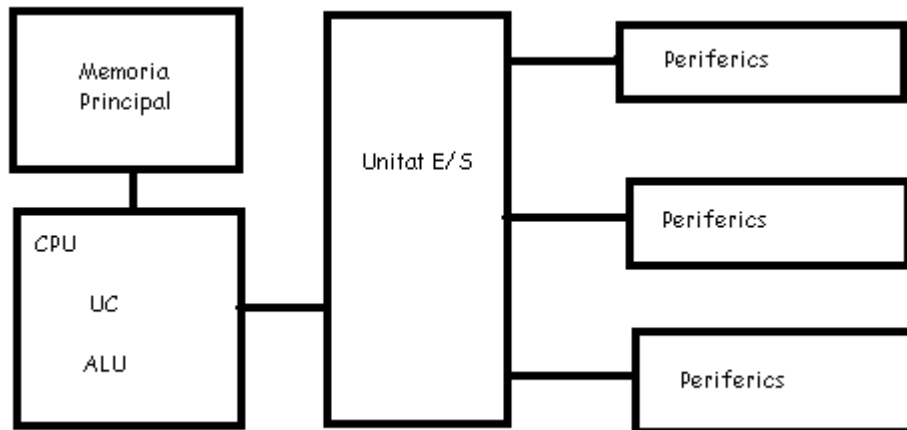 Memoria
Principal
CPU
UC
ALU
Unitat E/S
Periferics
Periferics
Periferics